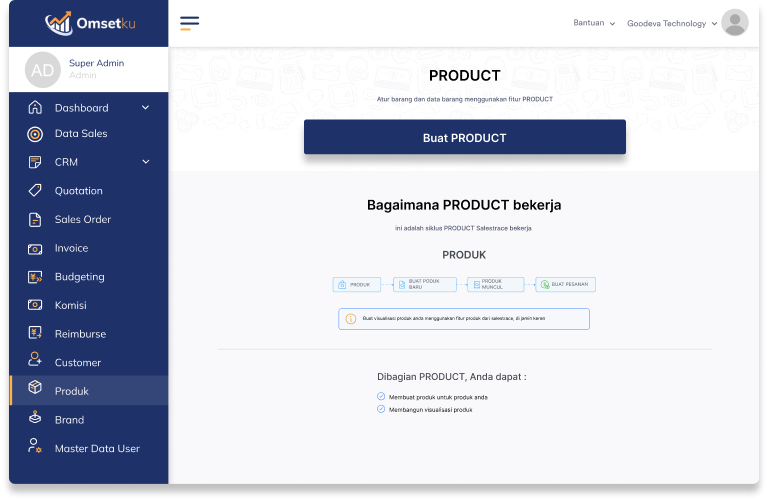 Omsetku
Bantuan
Goodeva Technology
AD
Super Admin
Admin
Dashboard
Data Sales
CRM
Quotation
Sales Order
Invoice
Budgeting
Komisi
Reimburse
Customer
Produk
Brand
Master Data User
PRODUCT
Atur barang dan data barang menggunakan fitur PRODUCT
Buat PRODUCT
Bagaimana PRODUCT bekerja
ini adalah siklus PRODUCT Salestrace bekerja
PRODUK
PRODUK
BUAT PODUK
BARU
PRODUK
MUNCUL
BUAT PESANAN
Buat visualisasi produk anda menggunakan fitur produk dari salestrace, di jamin keren
Dibagian PRODUCT, Anda dapat :
Membuat produk untuk produk anda
Membangun visualisasi produk